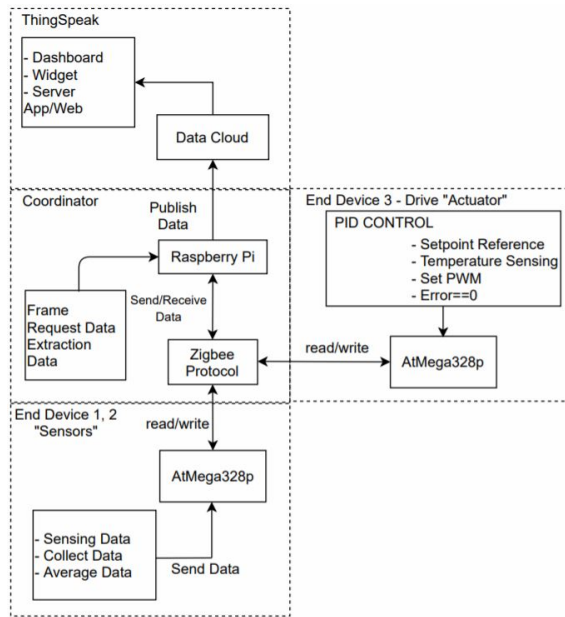 ThingSpeak
- Dashboard
- Widget
- Server
App/Web
Data Cloud
Coordinator
Publish
Data
Raspberry Pi
Frame
Request Data
Extraction
Data
Send/Receive
Data
Zigbee
Protocol
End Device 3 - Drive "Actuator"
PID CONTROL
- Setpoint Reference
- Temperature Sensing
- Set PWM
- Error==0
read/write
AtMega328p
End Device 1, 2
"Sensors"
read/write
AtMega328p
- Sensing Data
- Collect Data
- Average Data
Send Data